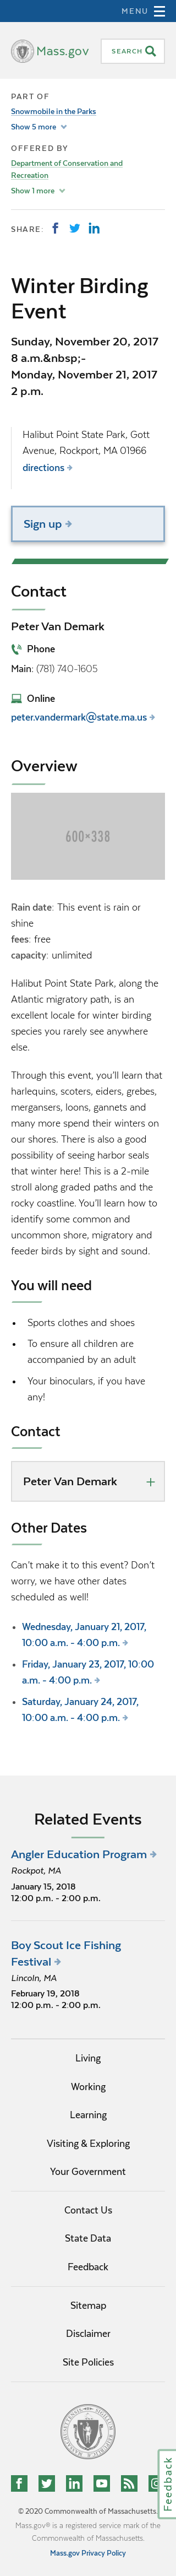 MENU
Mass.gov
SEARCH
PART OF
Snowmobile in the Parks
Show 5 more
OFFERED BY
Department of Conservation and
Recreation
Show 1 more
SHARE:
Winter Birding
Event
Sunday, November 20, 2017
8 a.m.&nbsp;-
Monday, November 21, 2017
2 p.m.
Halibut Point State Park, Gott
Avenue, Rockport, MA 01966
directions
Sign up
Contact
Peter Van Demark
Phone
Main: (781) 740-1605
Online
peter.vandermark@state.ma.us
Overview
600×338
Rain date: This event is rain or
shine
fees: free
capacity: unlimited
Halibut Point State Park, along the
Atlantic migratory path, is an
excellent locale for winter birding
species you rarely see anywhere
else.
Through this event, you'll learn that
harlequins, scoters, eiders, grebes,
mergansers, loons, gannets and
more spend their winters on
our shores. There is also a good
possibility of seeing harbor seals
that winter here! This is a 2-mile
stroll along graded paths and the
rocky coastline. You'll learn how to
identify some common and
uncommon shore, migratory and
feeder birds by sight and sound.
You will need
• Sports clothes and shoes
• To ensure all children are
accompanied by an adult
• Your binoculars, if you have
any!
Contact
Peter Van Demark +
Other Dates
Can't make it to this event? Don't
worry, we have other dates
scheduled as well!
• Wednesday, January 21, 2017,
10:00 a.m. - 4:00 p.m.
• Friday, January 23, 2017, 10:00
a.m. - 4:00 p.m.
• Saturday, January 24, 2017,
10:00 a.m. - 4:00 p.m.
Related Events
Angler Education Program
Rockpot, MA
January 15, 2018
12:00 p.m. - 2:00 p.m.
Boy Scout Ice Fishing
Festival
Lincoln, MA
February 19, 2018
12:00 p.m. - 2:00 p.m.
Living
Working
Learning
Visiting & Exploring
Your Government
Contact Us
State Data
Feedback
Sitemap
Disclaimer
Site Policies
Feedback
© 2020 Commonwealth of Massachusetts.
Mass.gov® is a registered service mark of the
Commonwealth of Massachusetts.
Mass.gov Privacy Policy